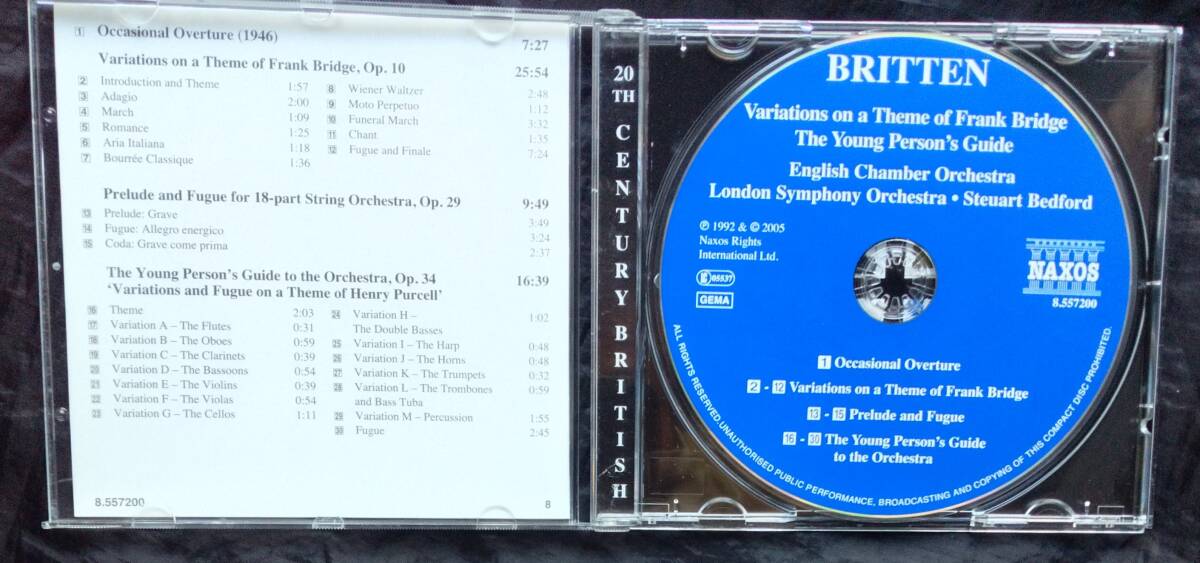 1 Occasional Overture (1946) 7:27
Variations on a Theme of Frank Bridge, Op. 10 25:54
2 Introduction and Theme 1:57
3 Adagio 2:00
4 March 1:09
5 Romance 1:25
6 Aria Italiana 1:18
7 Bourrée Classique 1:36
8 Wiener Waltzer 2:48
9 Moto Perpetuo 1:12
10 Funeral March 3:32
11 Chant 1:35
12 Fugue and Finale 7:24
Prelude and Fugue for 18-part String Orchestra, Op. 29 9:49
13 Prelude: Grave 3:49
14 Fugue: Allegro energico 3:24
15 Coda: Grave come prima 2:37
The Young Person's Guide to the Orchestra, Op. 34 16:39
'Variations and Fugue on a Theme of Henry Purcell'
16 Theme 2:03
17 Variation A – The Flutes 0:31
18 Variation B – The Oboes 0:59
19 Variation C – The Clarinets 0:39
20 Variation D – The Bassoons 0:54
21 Variation E – The Violins 0:39
22 Variation F – The Violas 0:54
23 Variation G – The Cellos 1:11
24 Variation H –
The Double Basses 1:02
25 Variation I – The Harp 0:48
26 Variation J – The Horns 0:48
27 Variation K – The Trumpets 0:32
28 Variation L – The Trombones 0:59
and Bass Tuba
29 Variation M – Percussion 1:55
30 Fugue 2:45
8.557200 8
20TH CENTURY BRITISH
BRITTEN
Variations on a Theme of Frank Bridge
The Young Person's Guide
English Chamber Orchestra
London Symphony Orchestra • Steuart Bedford
℗ 1992 & © 2005
Naxos Rights
International Ltd.
LC 05537
GEMA
NAXOS
8.557200
1 Occasional Overture
2 - 12 Variations on a Theme of Frank Bridge
13 - 15 Prelude and Fugue
16 - 30 The Young Person's Guide
to the Orchestra
ALL RIGHTS RESERVED. UNAUTHORISED PUBLIC PERFORMANCE, BROADCASTING AND COPYING OF THIS COMPACT DISC PROHIBITED.